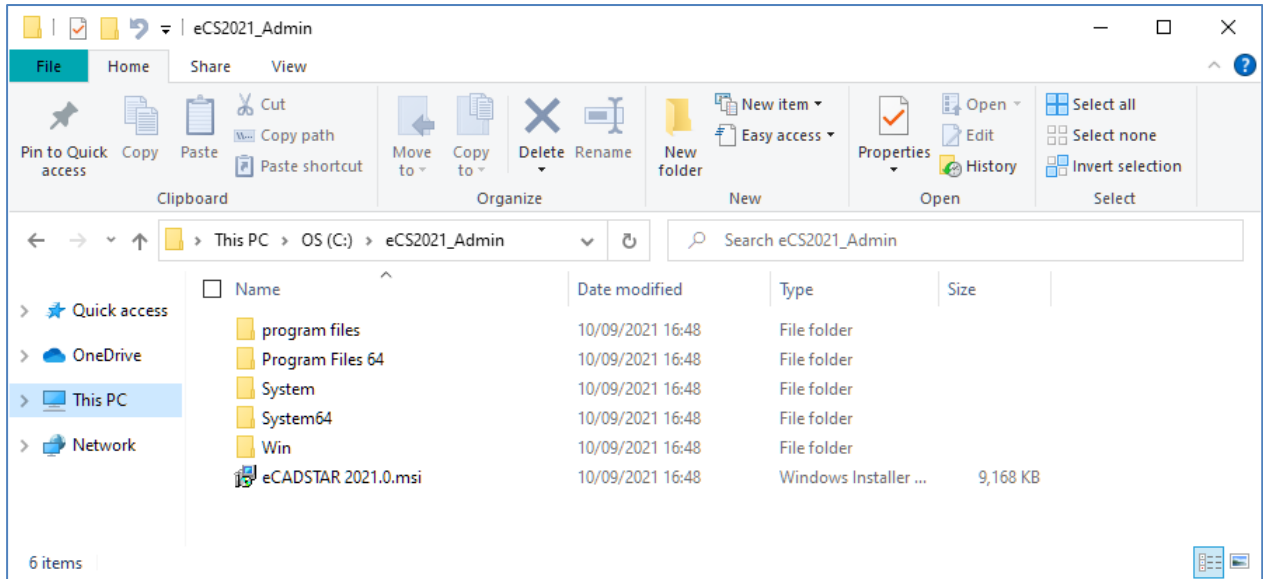 eCS2021_Admin
File Home Share View
Pin to Quick access
Copy
Paste
Cut
Copy path
Paste shortcut
Clipboard
Move to
Copy to
Delete
Rename
Organize
New folder
New item
Easy access
New
Properties
Open
Edit
History
Open
Select all
Select none
Invert selection
Select
This PC > OS (C:) > eCS2021_Admin
Search eCS2021_Admin
Quick access
OneDrive
This PC
Network
Name Date modified Type Size
program files 10/09/2021 16:48 File folder
Program Files 64 10/09/2021 16:48 File folder
System 10/09/2021 16:48 File folder
System64 10/09/2021 16:48 File folder
Win 10/09/2021 16:48 File folder
eCADSTAR 2021.0.msi 10/09/2021 16:48 Windows Installer ... 9,168 KB
6 items